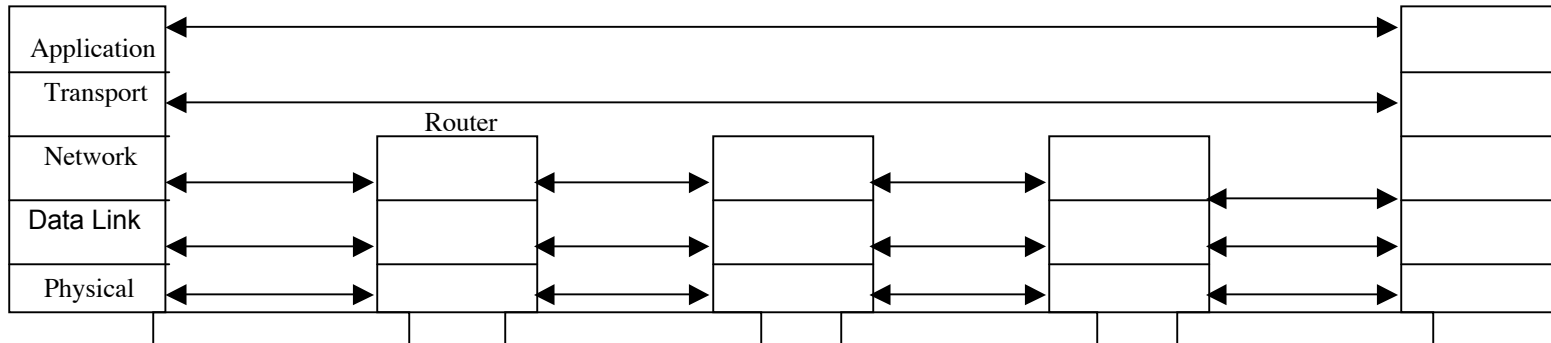 Application
Transport
Router
Network
Data Link
Physical